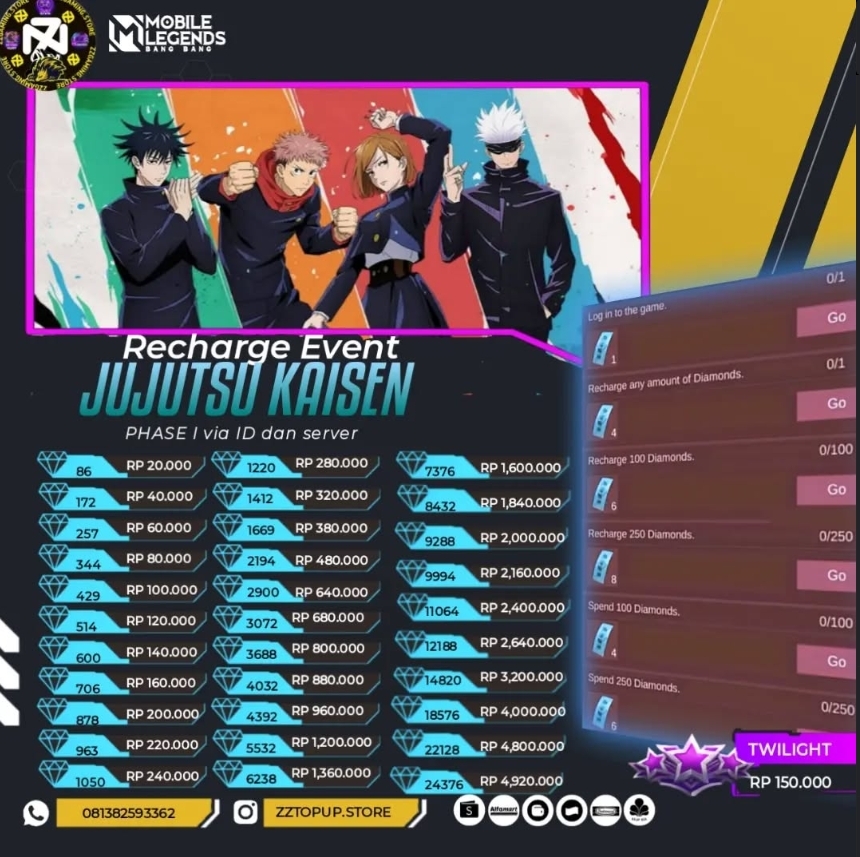 ZZGAMING.STORE
MOBILE
LEGENDS
BANG BANG
Recharge Event
JUJUTSU KAISEN
PHASE I via ID dan server
86 RP 20.000
172 RP 40.000
257 RP 60.000
344 RP 80.000
429 RP 100.000
514 RP 120.000
600 RP 140.000
706 RP 160.000
878 RP 200.000
963 RP 220.000
1050 RP 240.000
1220 RP 280.000
1412 RP 320.000
1669 RP 380.000
2194 RP 480.000
2900 RP 640.000
3072 RP 680.000
3688 RP 800.000
4032 RP 880.000
4392 RP 960.000
5532 RP 1,200.000
6238 RP 1,360.000
7376 RP 1,600.000
8432 RP 1,840.000
9288 RP 2,000.000
9994 RP 2,160.000
11064 RP 2,400.000
12188 RP 2,640.000
14820 RP 3,200.000
18576 RP 4,000.000
22128 RP 4,800.000
24376 RP 4,920.000
Log in to the game. 0/1
1 Go
Recharge any amount of Diamonds. 0/1
4 Go
Recharge 100 Diamonds. 0/100
6 Go
Recharge 250 Diamonds. 0/250
8 Go
Spend 100 Diamonds. 0/100
4 Go
Spend 250 Diamonds. 0/250
6
TWILIGHT
RP 150.000
081382593362
ZZTOPUP.STORE
Alfamart